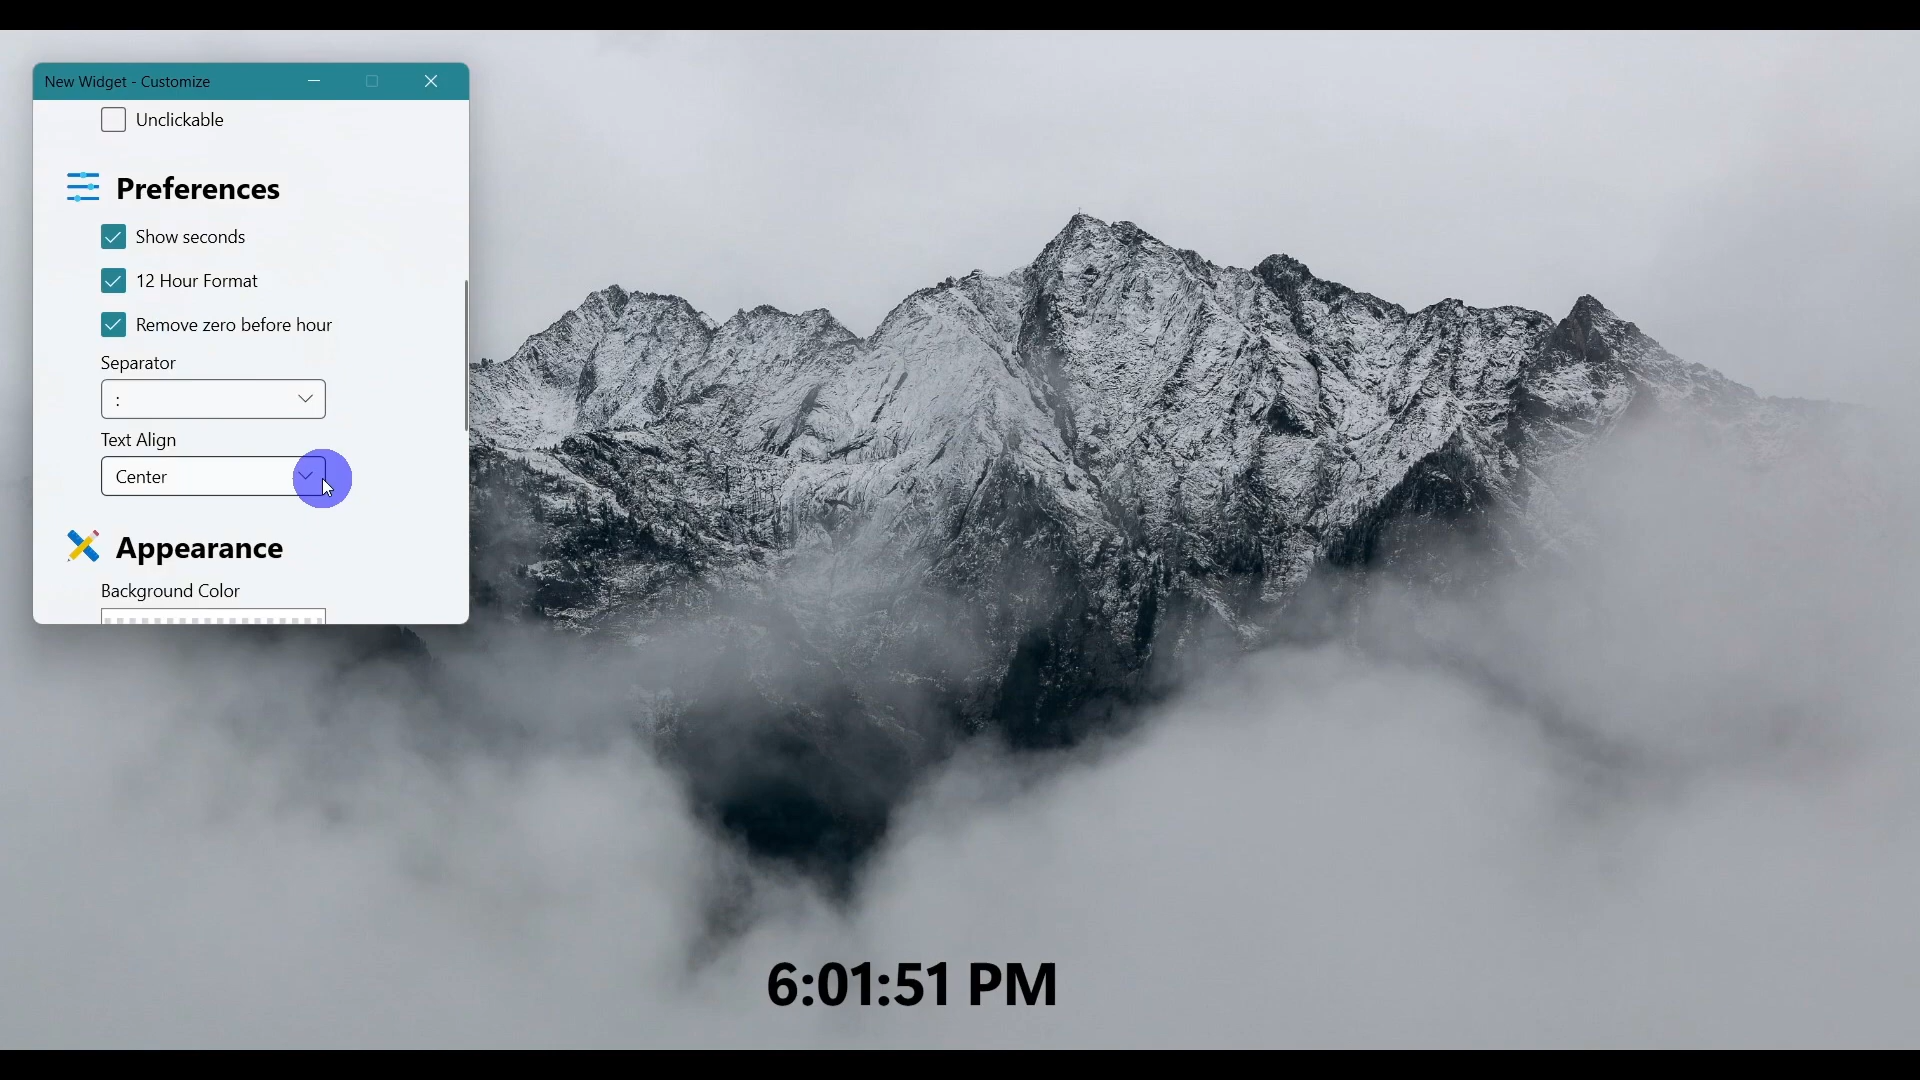 New Widget - Customize
Unclickable
Preferences
Show seconds
12 Hour Format
Remove zero before hour
Separator
:
Text Align
Center
Appearance
Background Color
6:01:51 PM